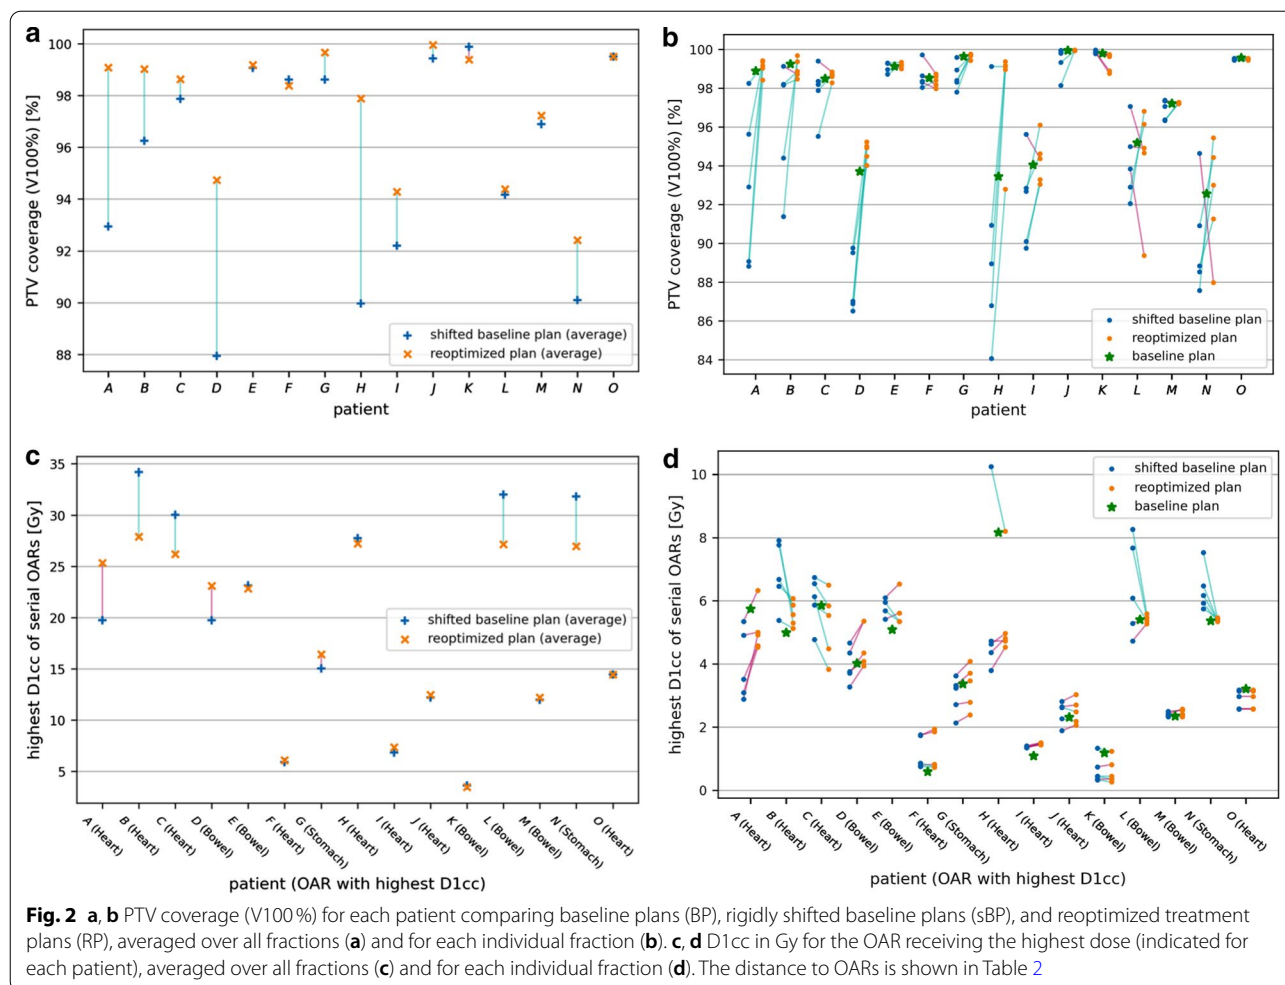 a
100
98
96
94
92
90
88
PTV coverage (V100%) [%]
+ shifted baseline plan (average)
× reoptimized plan (average)
A B C D E F G H I J K L M N O
patient
b
100
98
96
94
92
90
88
86
84
PTV coverage (V100%) [%]
shifted baseline plan
reoptimized plan
baseline plan
A B C D E F G H I J K L M N O
patient
c
35
30
25
20
15
10
5
highest D1cc of serial OARs [Gy]
+ shifted baseline plan (average)
× reoptimized plan (average)
A (Heart)
B (Heart)
C (Heart)
D (Bowel)
E (Bowel)
F (Heart)
G (Stomach)
H (Heart)
I (Heart)
J (Heart)
K (Bowel)
L (Bowel)
M (Bowel)
N (Stomach)
O (Heart)
patient (OAR with highest D1cc)
d
10
8
6
4
2
0
highest D1cc of serial OARs [Gy]
shifted baseline plan
reoptimized plan
baseline plan
A (Heart)
B (Heart)
C (Heart)
D (Bowel)
E (Bowel)
F (Heart)
G (Stomach)
H (Heart)
I (Heart)
J (Heart)
K (Bowel)
L (Bowel)
M (Bowel)
N (Stomach)
O (Heart)
patient (OAR with highest D1cc)
Fig. 2 a, b PTV coverage (V100%) for each patient comparing baseline plans (BP), rigidly shifted baseline plans (sBP), and reoptimized treatment
plans (RP), averaged over all fractions (a) and for each individual fraction (b). c, d D1cc in Gy for the OAR receiving the highest dose (indicated for
each patient), averaged over all fractions (c) and for each individual fraction (d). The distance to OARs is shown in Table 2